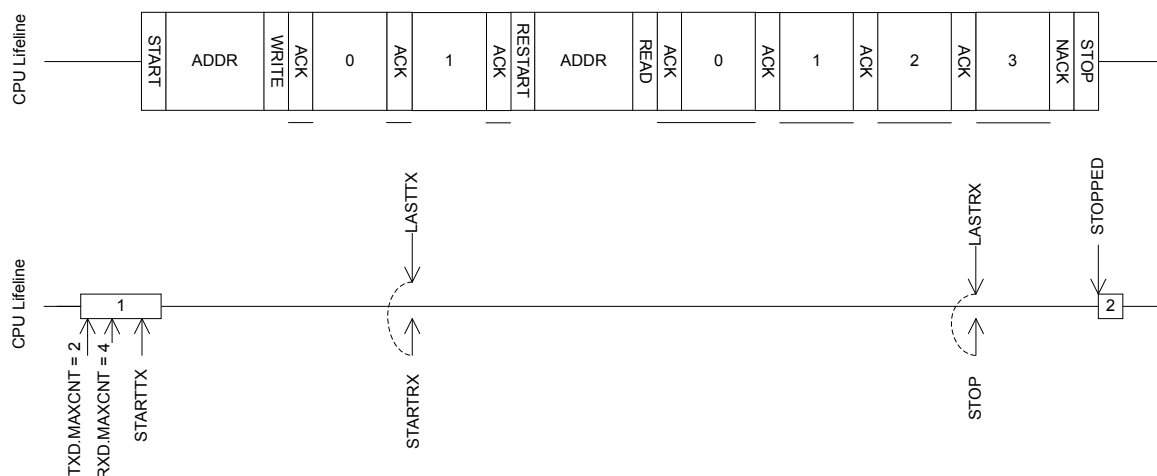 CPU Lifeline
START
ADDR
WRITE
ACK
0
ACK
1
ACK
RESTART
ADDR
READ
ACK
0
ACK
1
ACK
2
ACK
3
NACK
STOP
LASTTX
LASTRX
STOPPED
CPU Lifeline
1
2
TXD.MAXCNT = 2
RXD.MAXCNT = 4
STARTTX
STARTRX
STOP